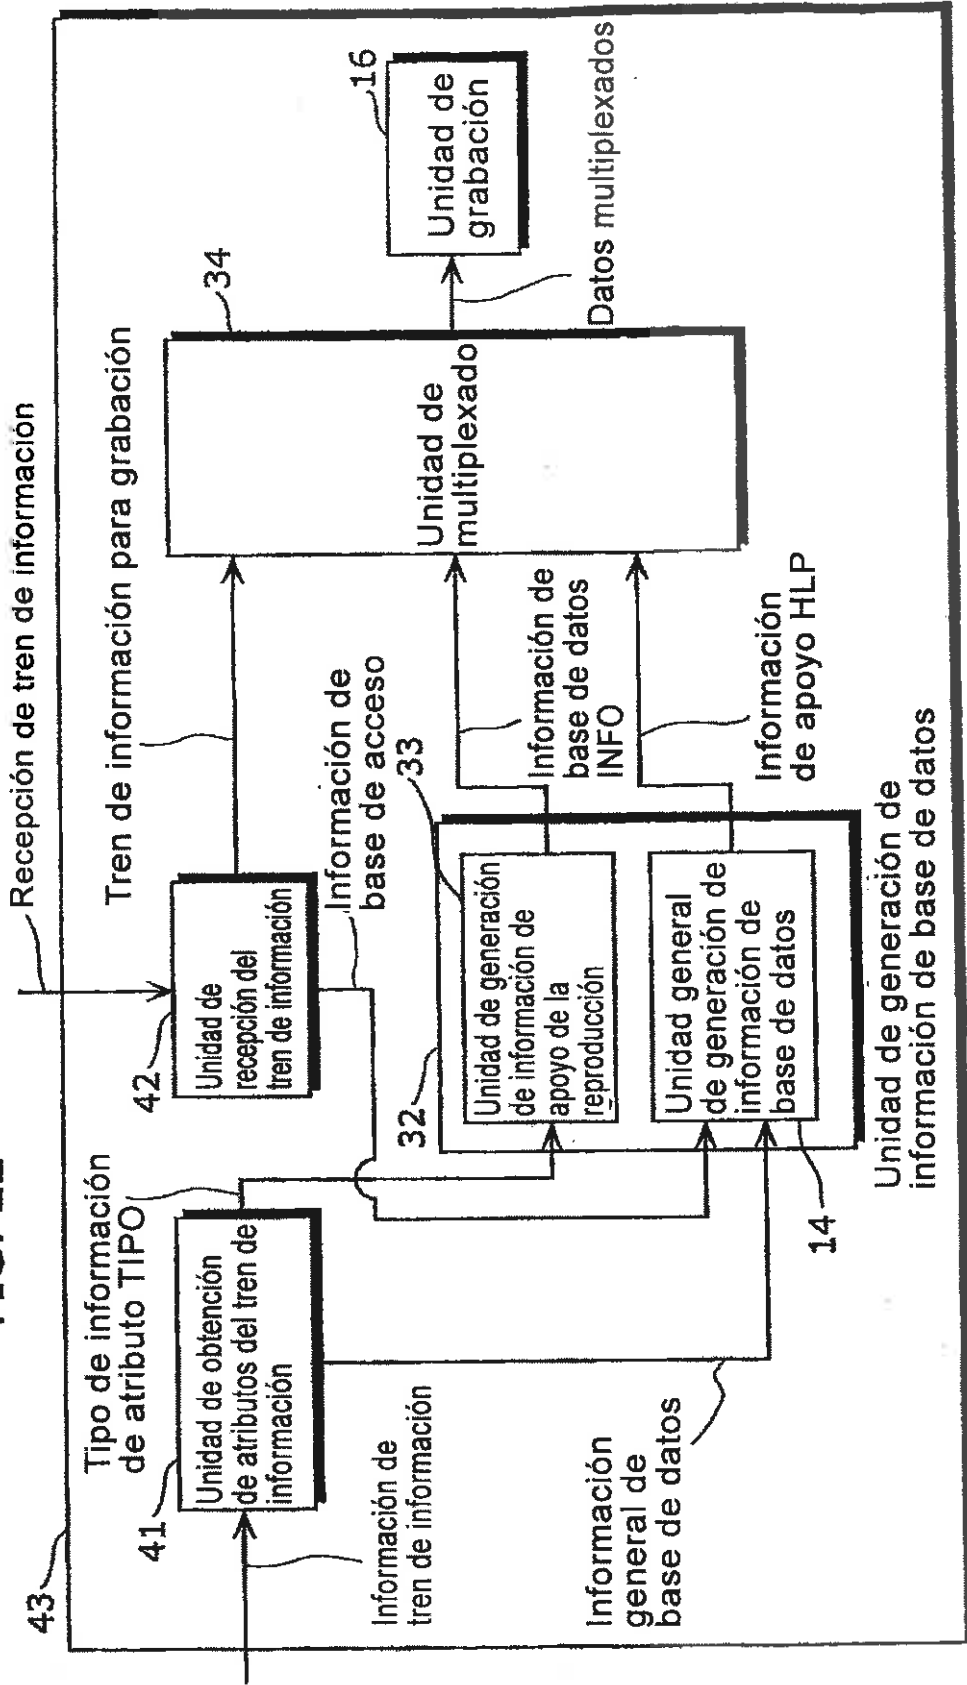 43
Recepción de tren de información
Tipo de información
de atributo TIPO
41
Unidad de obtención
de atributos del tren de
información
Información de
tren de información
Información
general de
base de datos
42
Unidad de
recepción del
tren de información
Tren de información para grabación
Información de
base de acceso
32
33
Unidad de generación
de información de
apoyo de la
reproducción
Unidad general
de generación de
información de
base de datos
14
Unidad de generación de
información de base de datos
Información de
base de datos
INFO
Información
de apoyo HLP
34
Unidad de
multiplexado
Datos multiplexados
16
Unidad de
grabación